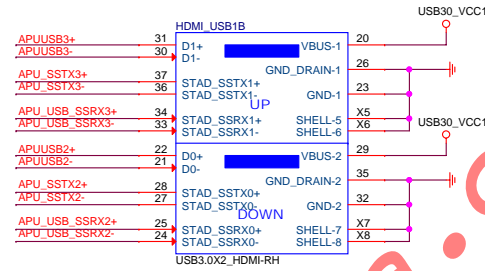 USB30_VCC1
HDMI_USB1B
APUUSB3+ 31 D1+ VBUS-1 20
APUUSB3- 30 D1-
GND_DRAIN-1 26
APU_SSTX3+ 37 STAD_SSTX1+
APU_SSTX3- 36 STAD_SSTX1- GND-1 23
UP
APU_USB_SSRX3+ 34 STAD_SSRX1+ SHELL-5 X5
APU_USB_SSRX3- 33 STAD_SSRX1- SHELL-6 X6
USB30_VCC1
APUUSB2+ 22 D0+ VBUS-2 29
APUUSB2- 21 D0-
GND_DRAIN-2 35
APU_SSTX2+ 28 STAD_SSTX0+
APU_SSTX2- 27 STAD_SSTX0- GND-2 32
DOWN
APU_USB_SSRX2+ 25 STAD_SSRX0+ SHELL-7 X7
APU_USB_SSRX2- 24 STAD_SSRX0- SHELL-8 X8
USB3.0X2_HDMI-RH